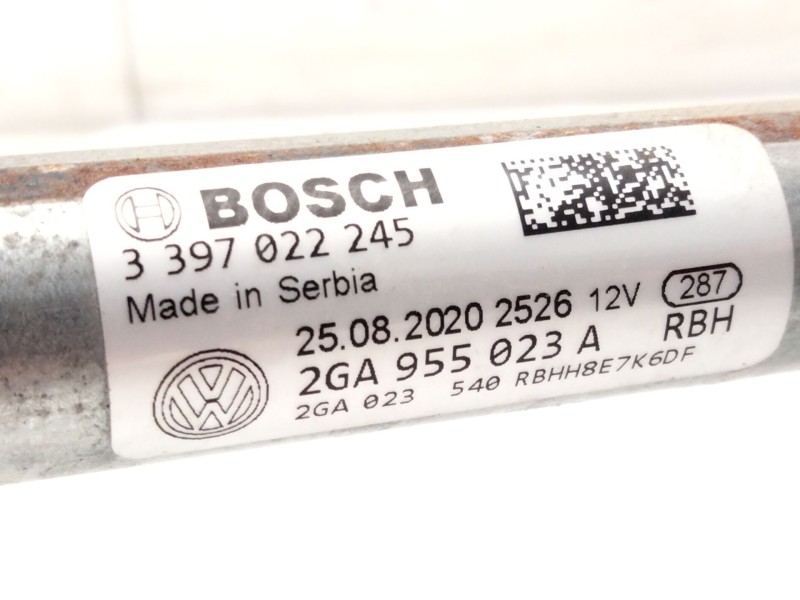 BOSCH
3 397 022 245
Made in Serbia
25.08.2020 2526 12V 287
2GA 955 023 A RBH
2GA 023 540 RBHH8E7K6DF